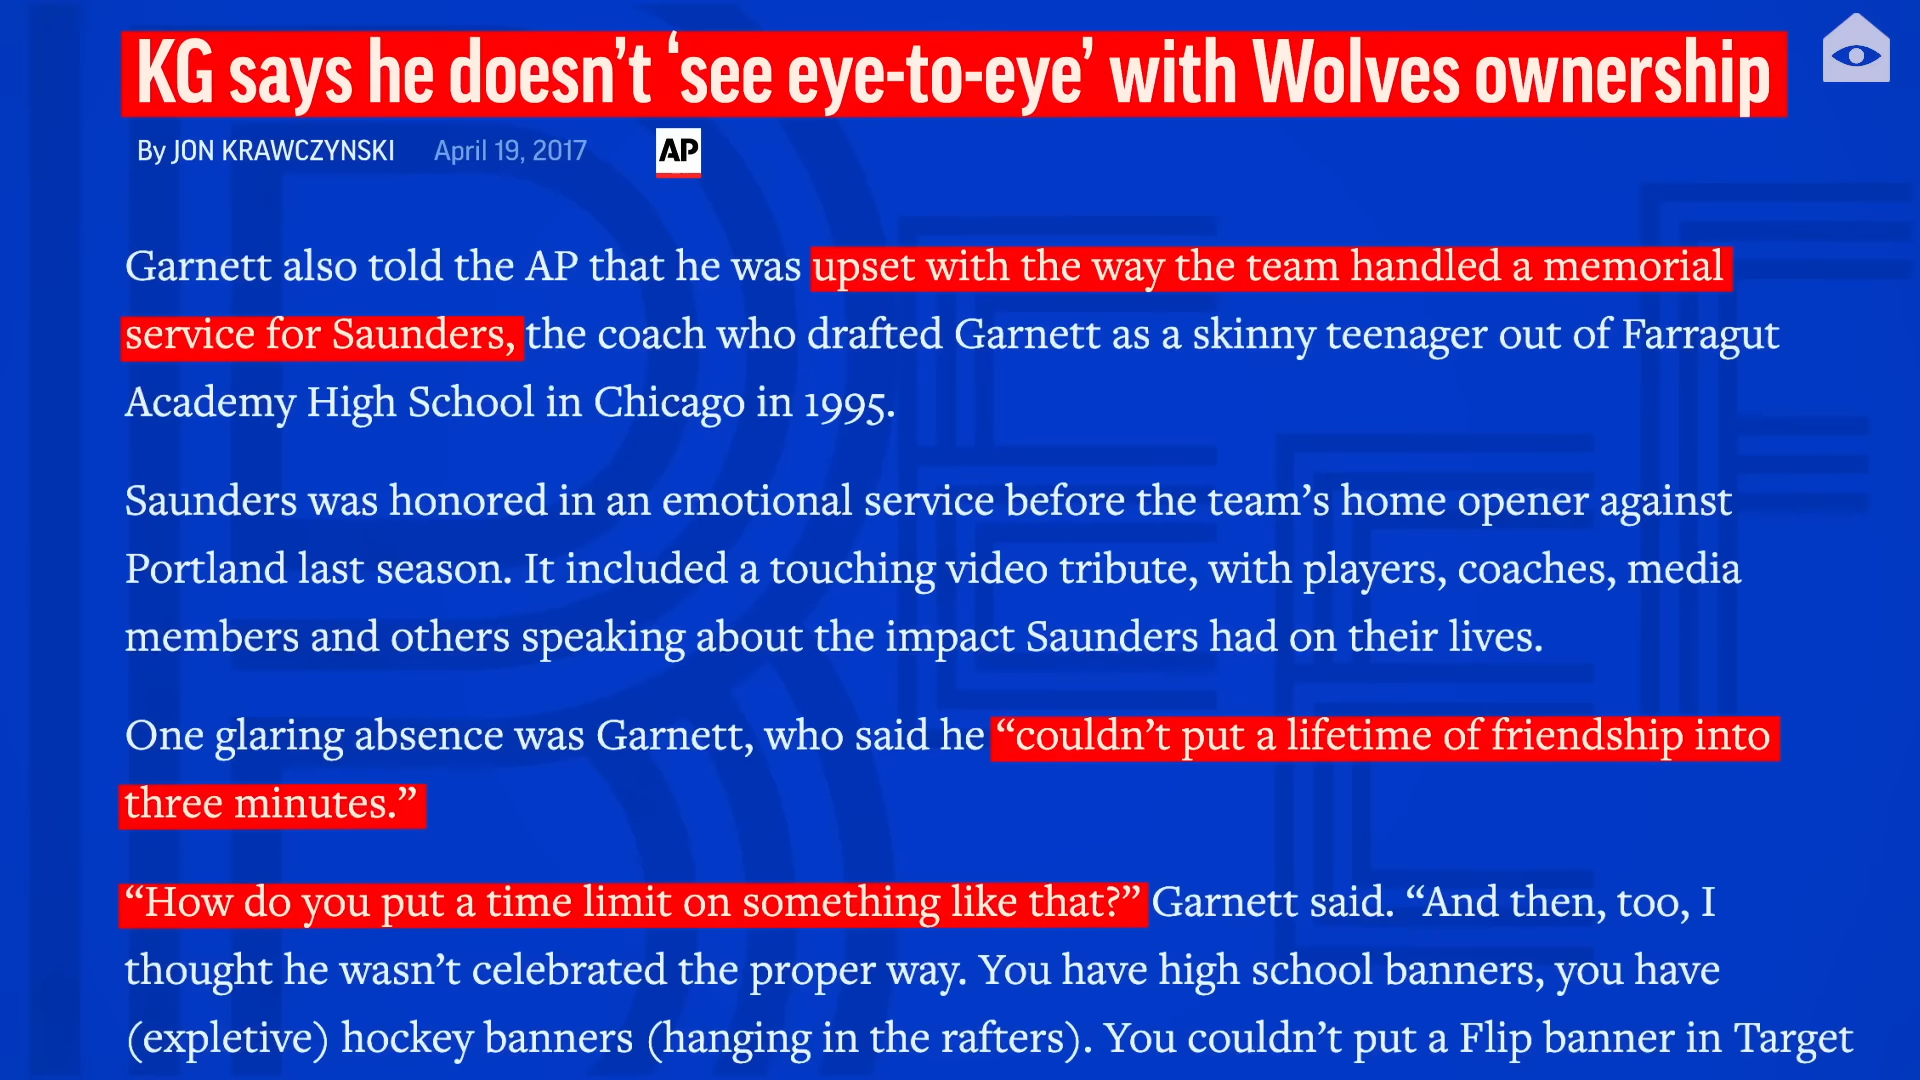 KG says he doesn’t ‘see eye-to-eye’ with Wolves ownership
By JON KRAWCZYNSKI April 19, 2017 AP
Garnett also told the AP that he was upset with the way the team handled a memorial
service for Saunders, the coach who drafted Garnett as a skinny teenager out of Farragut
Academy High School in Chicago in 1995.
Saunders was honored in an emotional service before the team’s home opener against
Portland last season. It included a touching video tribute, with players, coaches, media
members and others speaking about the impact Saunders had on their lives.
One glaring absence was Garnett, who said he “couldn’t put a lifetime of friendship into
three minutes.”
“How do you put a time limit on something like that?” Garnett said. “And then, too, I
thought he wasn’t celebrated the proper way. You have high school banners, you have
(expletive) hockey banners (hanging in the rafters). You couldn’t put a Flip banner in Target